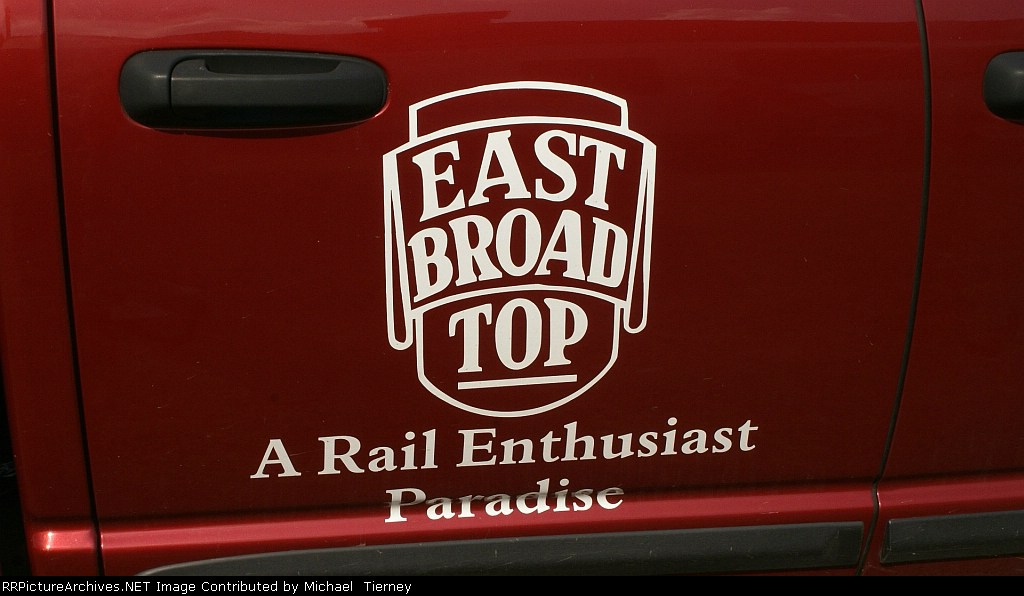 EAST
BROAD
TOP
A Rail Enthusiast
Paradise
RRPictureArchives.NET Image Contributed by Michael Tierney